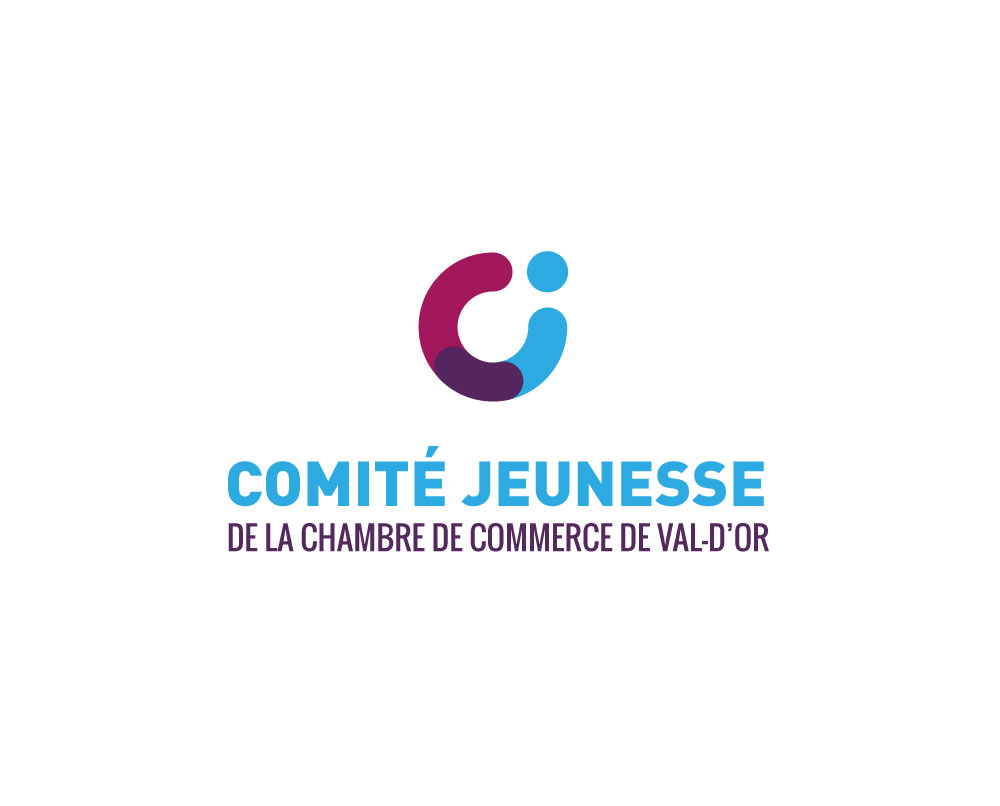 COMITÉ JEUNESSE
DE LA CHAMBRE DE COMMERCE DE VAL-D'OR